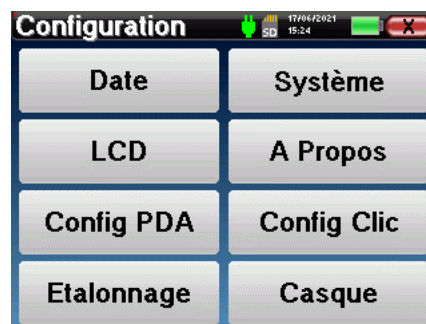 Configuration
SD
17/06/2021
15:24
X
Date
Système
LCD
A Propos
Config PDA
Config Clic
Etalonnage
Casque